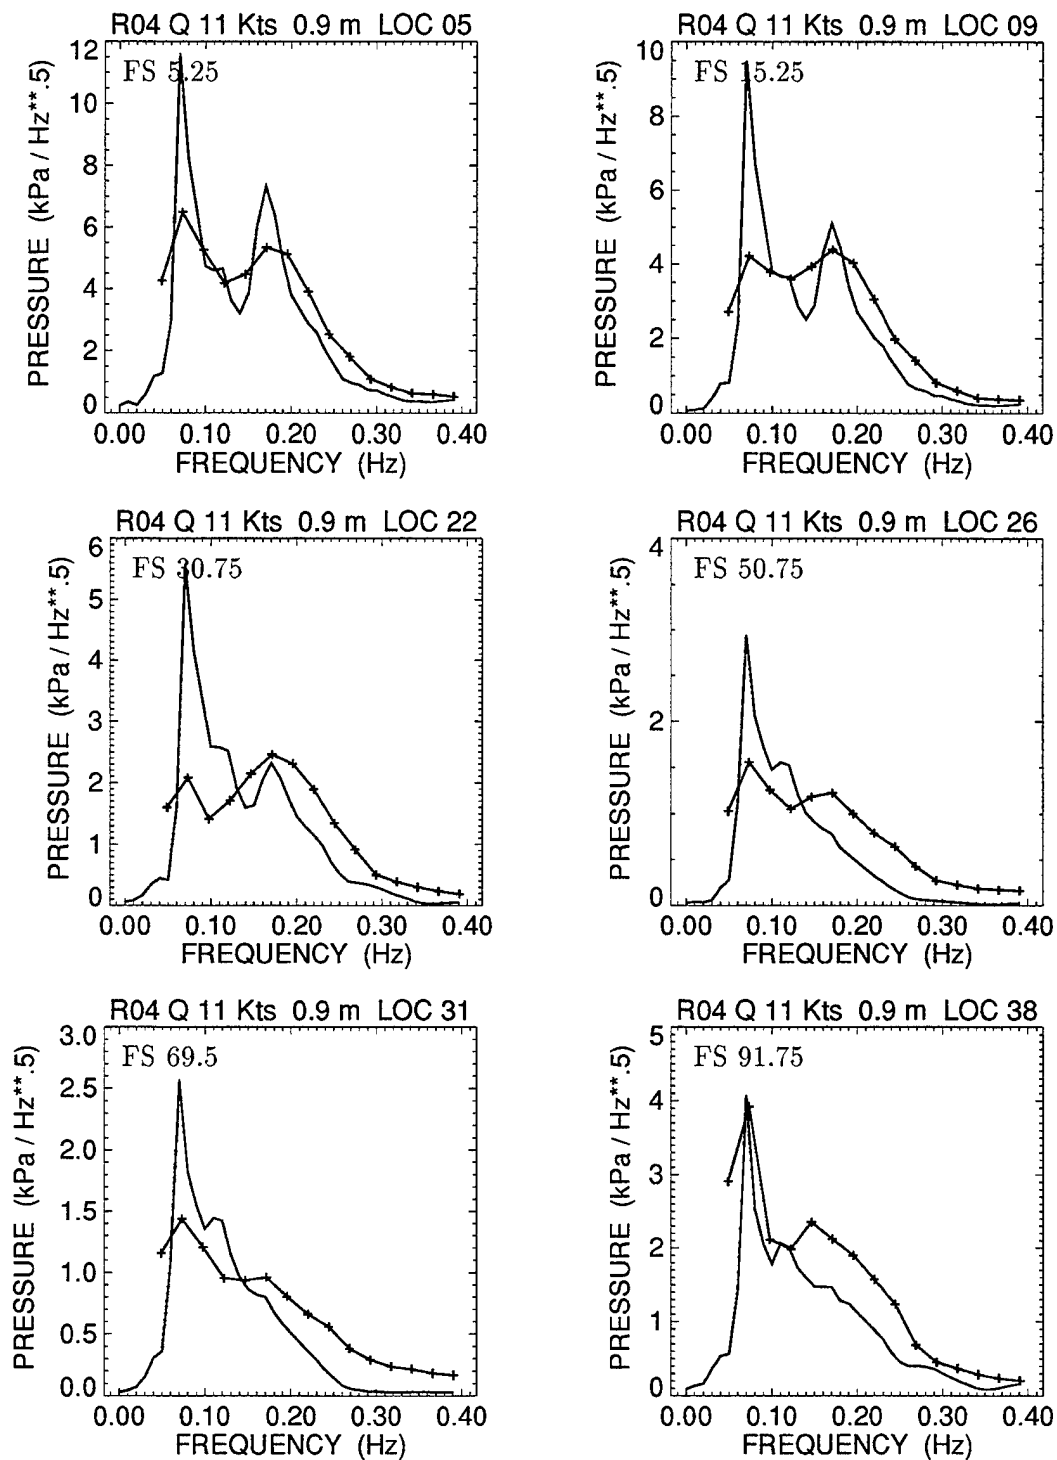 R04 Q 11 Kts 0.9 m LOC 05
FS 5.25
PRESSURE (kPa / Hz**.5)
12
10
8
6
4
2
0
0.00 0.10 0.20 0.30 0.40
FREQUENCY (Hz)
R04 Q 11 Kts 0.9 m LOC 09
FS 15.25
PRESSURE (kPa / Hz**.5)
10
8
6
4
2
0
0.00 0.10 0.20 0.30 0.40
FREQUENCY (Hz)
R04 Q 11 Kts 0.9 m LOC 22
FS 30.75
PRESSURE (kPa / Hz**.5)
6
5
4
3
2
1
0
0.00 0.10 0.20 0.30 0.40
FREQUENCY (Hz)
R04 Q 11 Kts 0.9 m LOC 26
FS 50.75
PRESSURE (kPa / Hz**.5)
4
2
0
0.00 0.10 0.20 0.30 0.40
FREQUENCY (Hz)
R04 Q 11 Kts 0.9 m LOC 31
FS 69.5
PRESSURE (kPa / Hz**.5)
3.0
2.5
2.0
1.5
1.0
0.5
0.0
0.00 0.10 0.20 0.30 0.40
FREQUENCY (Hz)
R04 Q 11 Kts 0.9 m LOC 38
FS 91.75
PRESSURE (kPa / Hz**.5)
5
4
3
2
1
0
0.00 0.10 0.20 0.30 0.40
FREQUENCY (Hz)